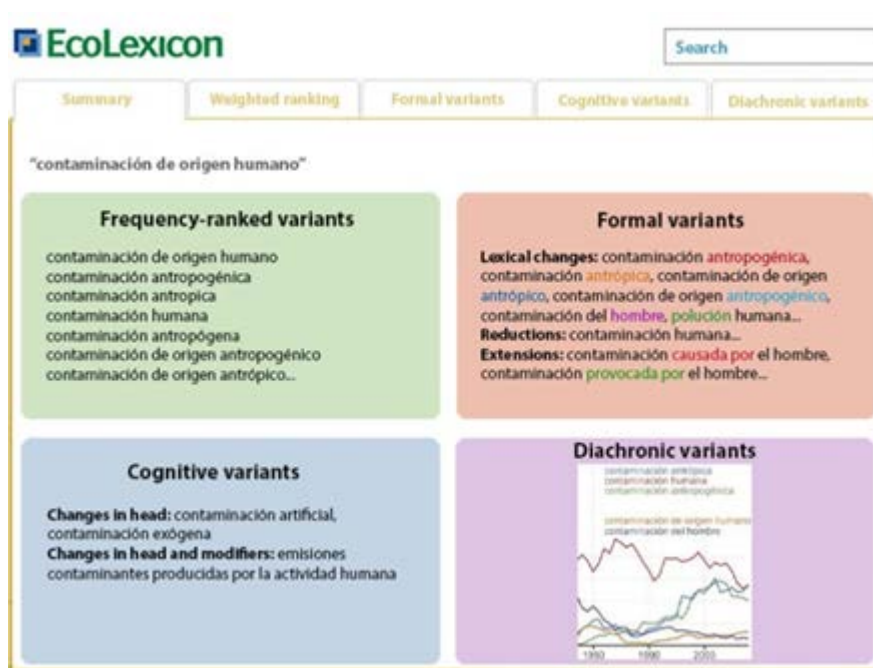 EcoLexicon
Search
Summary
Weighted ranking
Formal variants
Cognitive variants
Diachronic variants
"contaminación de origen humano"
Frequency-ranked variants
contaminación de origen humano
contaminación antropogénica
contaminación antropica
contaminación humana
contaminación antropógena
contaminación de origen antropogénico
contaminación de origen antrópico...
Formal variants
Lexical changes: contaminación antropogénica,
contaminación antrópica, contaminación de origen
antrópico, contaminación de origen antropogénico,
contaminación del hombre, polución humana...
Reductions: contaminación humana...
Extensions: contaminación causada por el hombre,
contaminación provocada por el hombre...
Cognitive variants
Changes in head: contaminación artificial,
contaminación exógena
Changes in head and modifiers: emisiones
contaminantes producidas por la actividad humana
Diachronic variants
contaminación antrópica
contaminación humana
contaminación antropogénica
contaminación de origen humano
contaminación del hombre
1990
2000